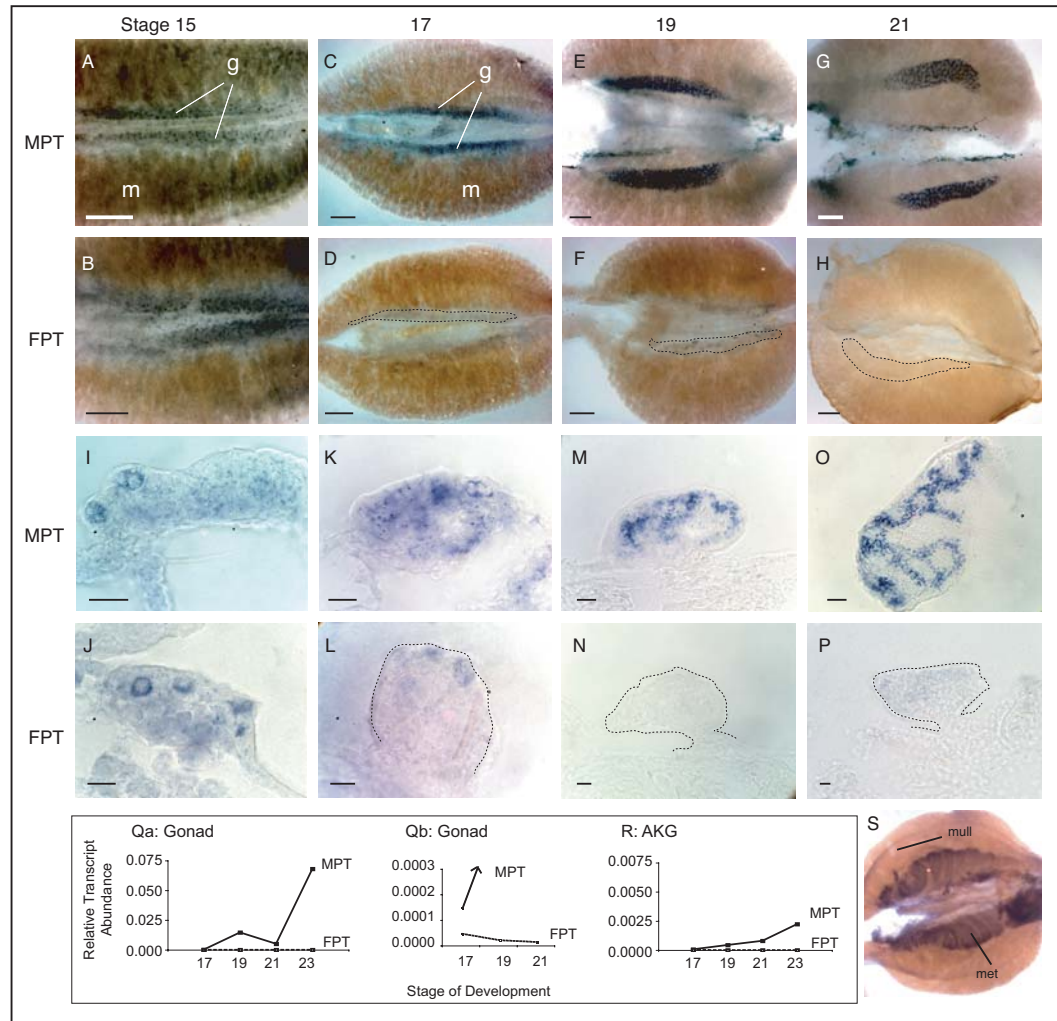 Stage 15 17 19 21
A g C g E G
MPT
m m
B D F H
FPT
I K M O
MPT
J L N P
FPT
Qa: Gonad Qb: Gonad R: AKG S
mull
Relative Transcript
Abundance
0.075 MPT 0.0003 MPT 0.0075
0.050 0.0002 0.0050 MPT
0.025 0.0001 0.0025
0.000 FPT 0.0000 FPT 0.000 FPT
17 19 21 23 17 19 21 17 19 21 23
met
Stage of Development